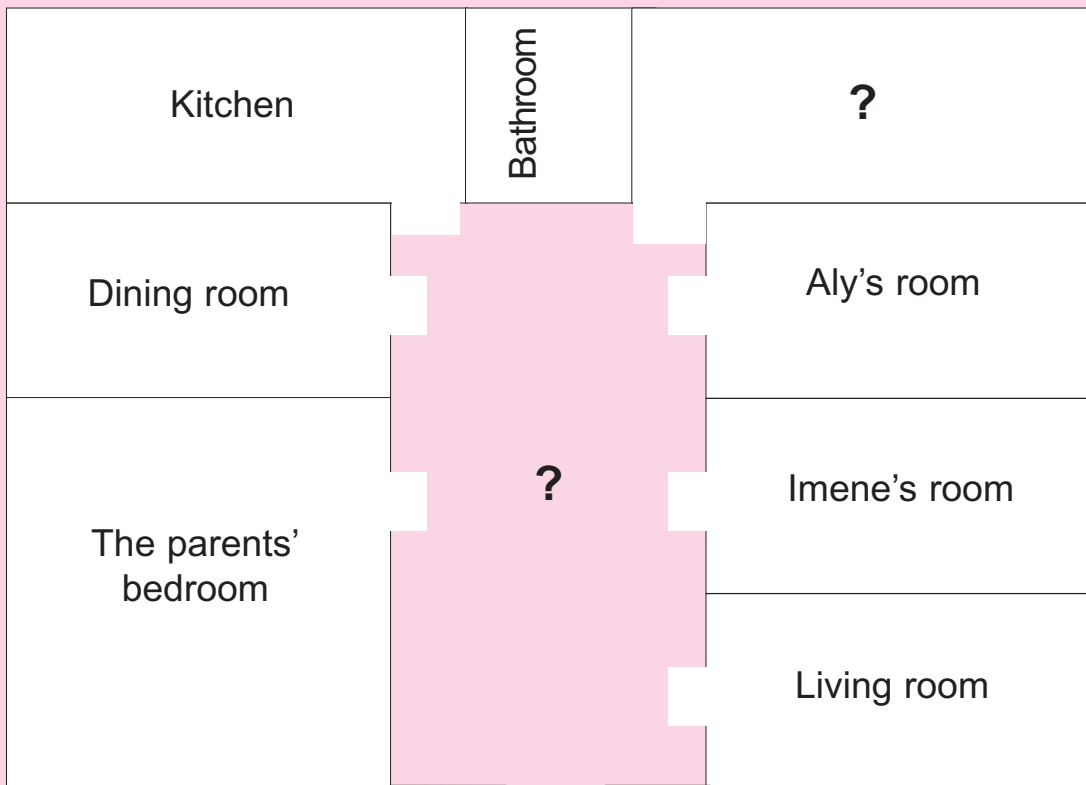 Kitchen
Bathroom
?
Dining room
Aly’s room
?
Imene’s room
The parents’
bedroom
Living room